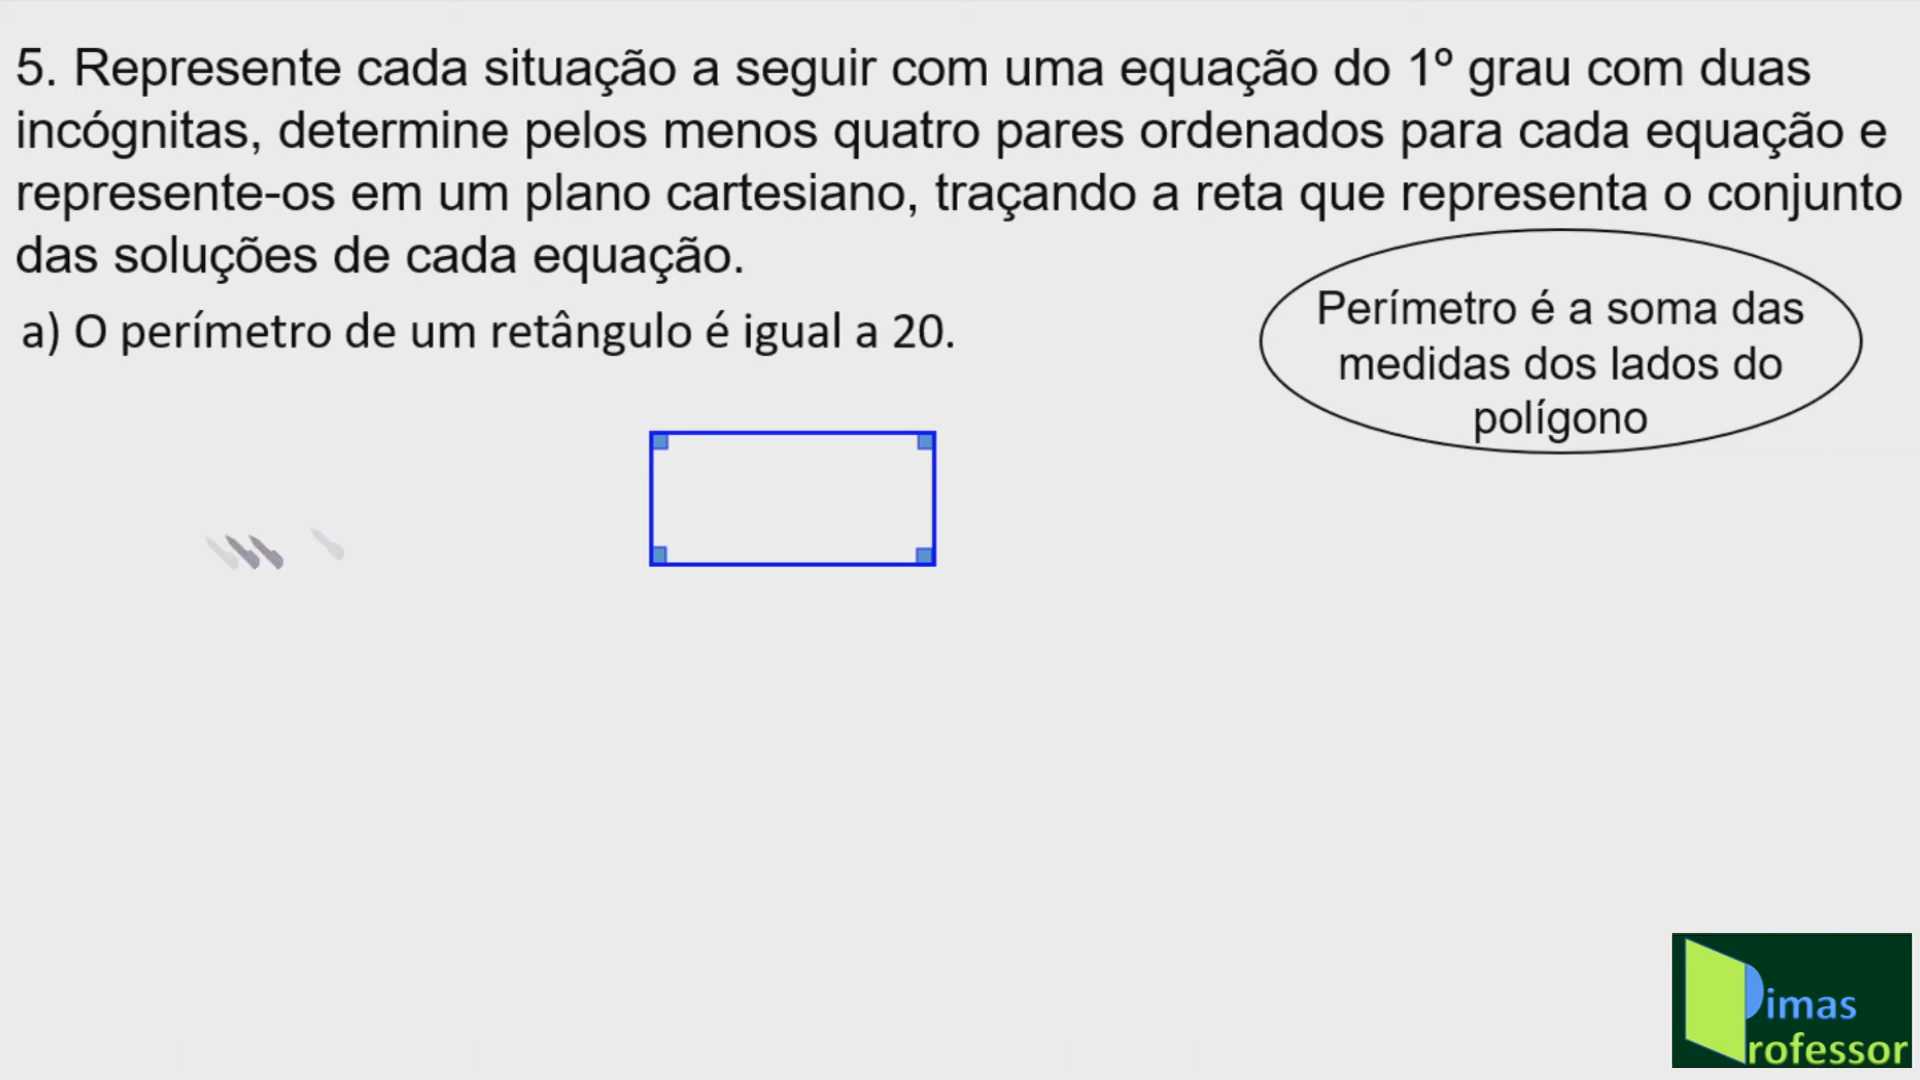 5. Represente cada situação a seguir com uma equação do 1º grau com duas
incógnitas, determine pelos menos quatro pares ordenados para cada equação e
represente-os em um plano cartesiano, traçando a reta que representa o conjunto
das soluções de cada equação.
a) O perímetro de um retângulo é igual a 20.
Perímetro é a soma das
medidas dos lados do
polígono
Dimas
Professor